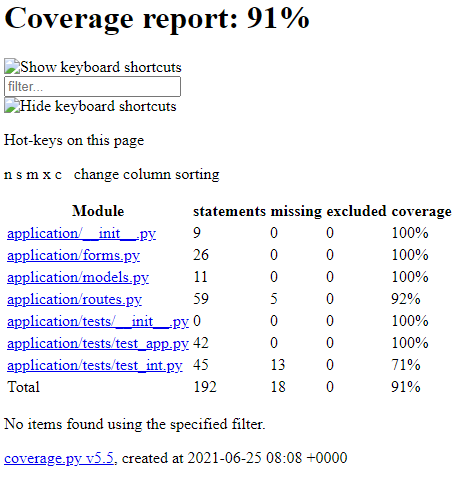 Coverage report: 91%
Show keyboard shortcuts
filter...
Hide keyboard shortcuts
Hot-keys on this page
n s m x c change column sorting
Module statements missing excluded coverage
application/__init__.py 9 0 0 100%
application/forms.py 26 0 0 100%
application/models.py 11 0 0 100%
application/routes.py 59 5 0 92%
application/tests/__init__.py 0 0 0 100%
application/tests/test_app.py 42 0 0 100%
application/tests/test_int.py 45 13 0 71%
Total 192 18 0 91%
No items found using the specified filter.
coverage.py v5.5, created at 2021-06-25 08:08 +0000